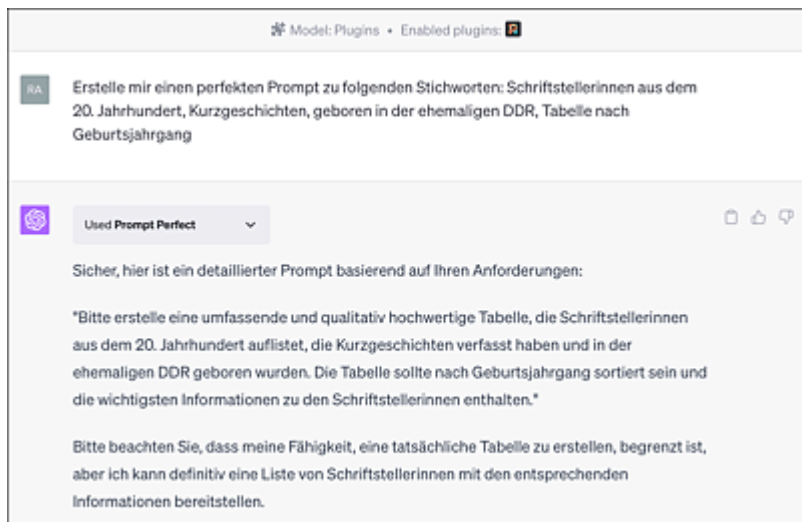 Model: Plugins • Enabled plugins:
RA
Erstelle mir einen perfekten Prompt zu folgenden Stichworten: Schriftstellerinnen aus dem
20. Jahrhundert, Kurzgeschichten, geboren in der ehemaligen DDR, Tabelle nach
Geburtsjahrgang
Used Prompt Perfect
Sicher, hier ist ein detaillierter Prompt basierend auf Ihren Anforderungen:
"Bitte erstelle eine umfassende und qualitativ hochwertige Tabelle, die Schriftstellerinnen
aus dem 20. Jahrhundert auflistet, die Kurzgeschichten verfasst haben und in der
ehemaligen DDR geboren wurden. Die Tabelle sollte nach Geburtsjahrgang sortiert sein und
die wichtigsten Informationen zu den Schriftstellerinnen enthalten."
Bitte beachten Sie, dass meine Fähigkeit, eine tatsächliche Tabelle zu erstellen, begrenzt ist,
aber ich kann definitiv eine Liste von Schriftstellerinnen mit den entsprechenden
Informationen bereitstellen.